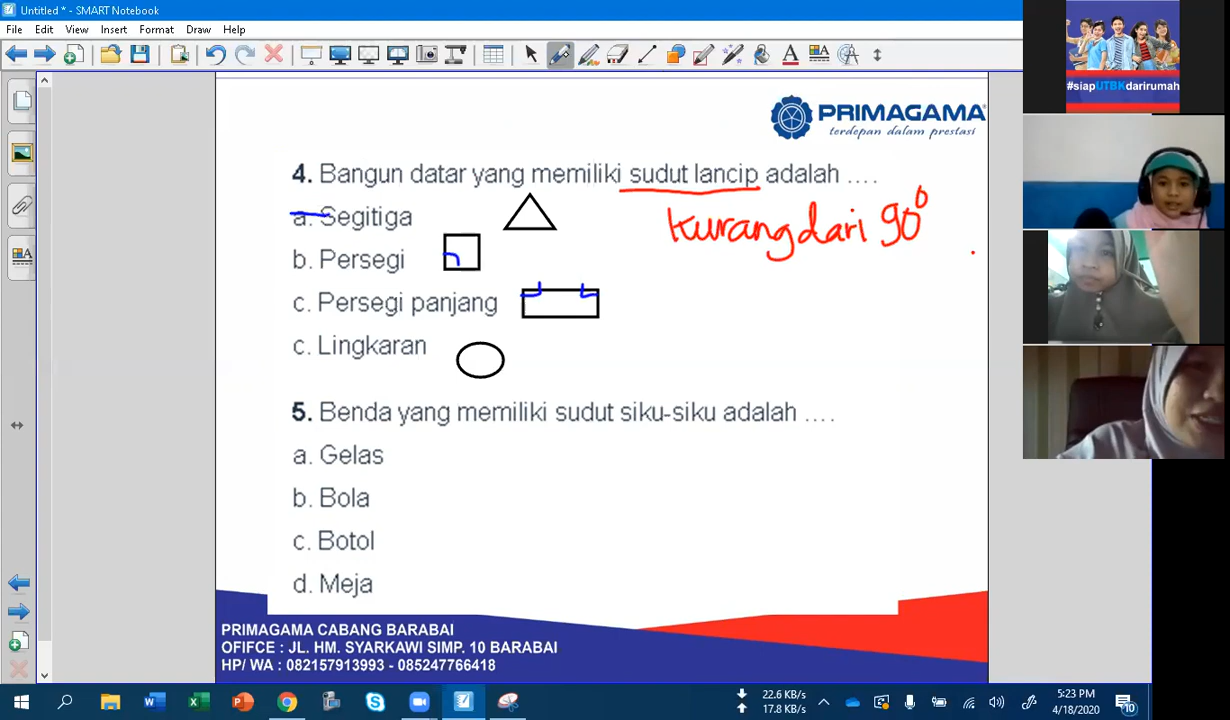 Untitled * - SMART Notebook
File Edit View Insert Format Draw Help
#siapUTBKdarirumah
PRIMAGAMA
terdepan dalam prestasi
4. Bangun datar yang memiliki sudut lancip adalah ....
a. Segitiga
kurang dari 90⁰
b. Persegi
c. Persegi panjang
c. Lingkaran
5. Benda yang memiliki sudut siku-siku adalah ....
a. Gelas
b. Bola
c. Botol
d. Meja
PRIMAGAMA CABANG BARABAI
OFIFCE : JL. HM. SYARKAWI SIMP. 10 BARABAI
HP/ WA : 082157913993 - 085247766418
22.6 KB/s
17.8 KB/s
5:23 PM
4/18/2020
10